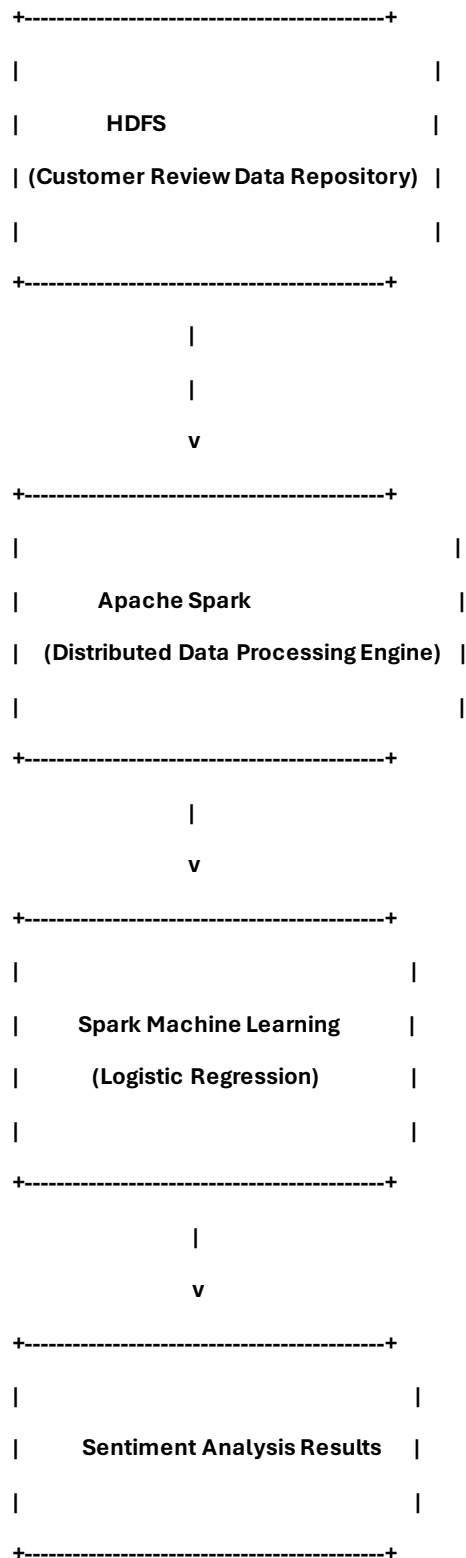 +---------------------------------------------+
| |
| HDFS |
| (Customer Review Data Repository) |
| |
+---------------------------------------------+
|
|
v
+---------------------------------------------+
| |
| Apache Spark |
| (Distributed Data Processing Engine) |
| |
+---------------------------------------------+
|
v
+---------------------------------------------+
| |
| Spark Machine Learning |
| (Logistic Regression) |
| |
+---------------------------------------------+
|
v
+---------------------------------------------+
| |
| Sentiment Analysis Results |
| |
+---------------------------------------------+